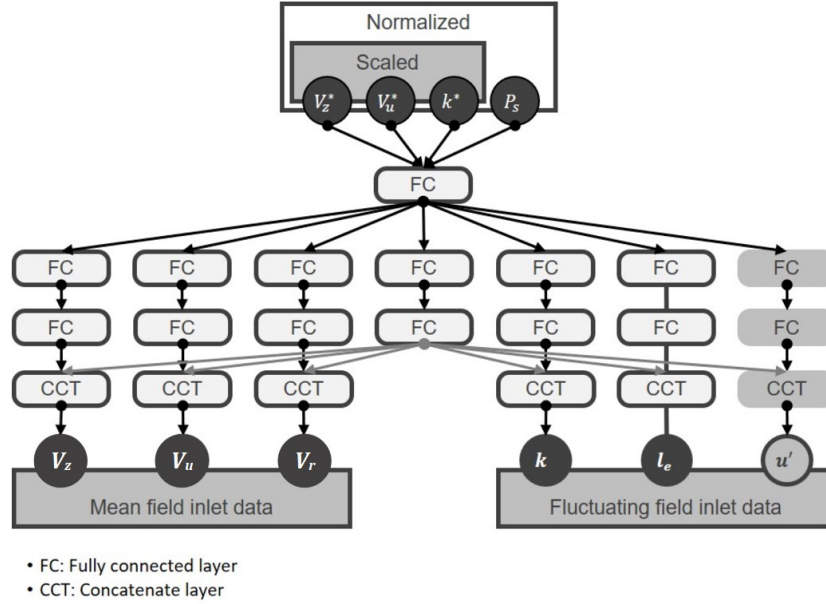 Normalized
Scaled
V_z^* V_u^* k^* P_s
FC
FC FC FC FC FC FC FC
FC FC FC FC FC FC FC
CCT CCT CCT CCT CCT CCT
V_z V_u V_r k l_e u'
Mean field inlet data Fluctuating field inlet data
• FC: Fully connected layer
• CCT: Concatenate layer